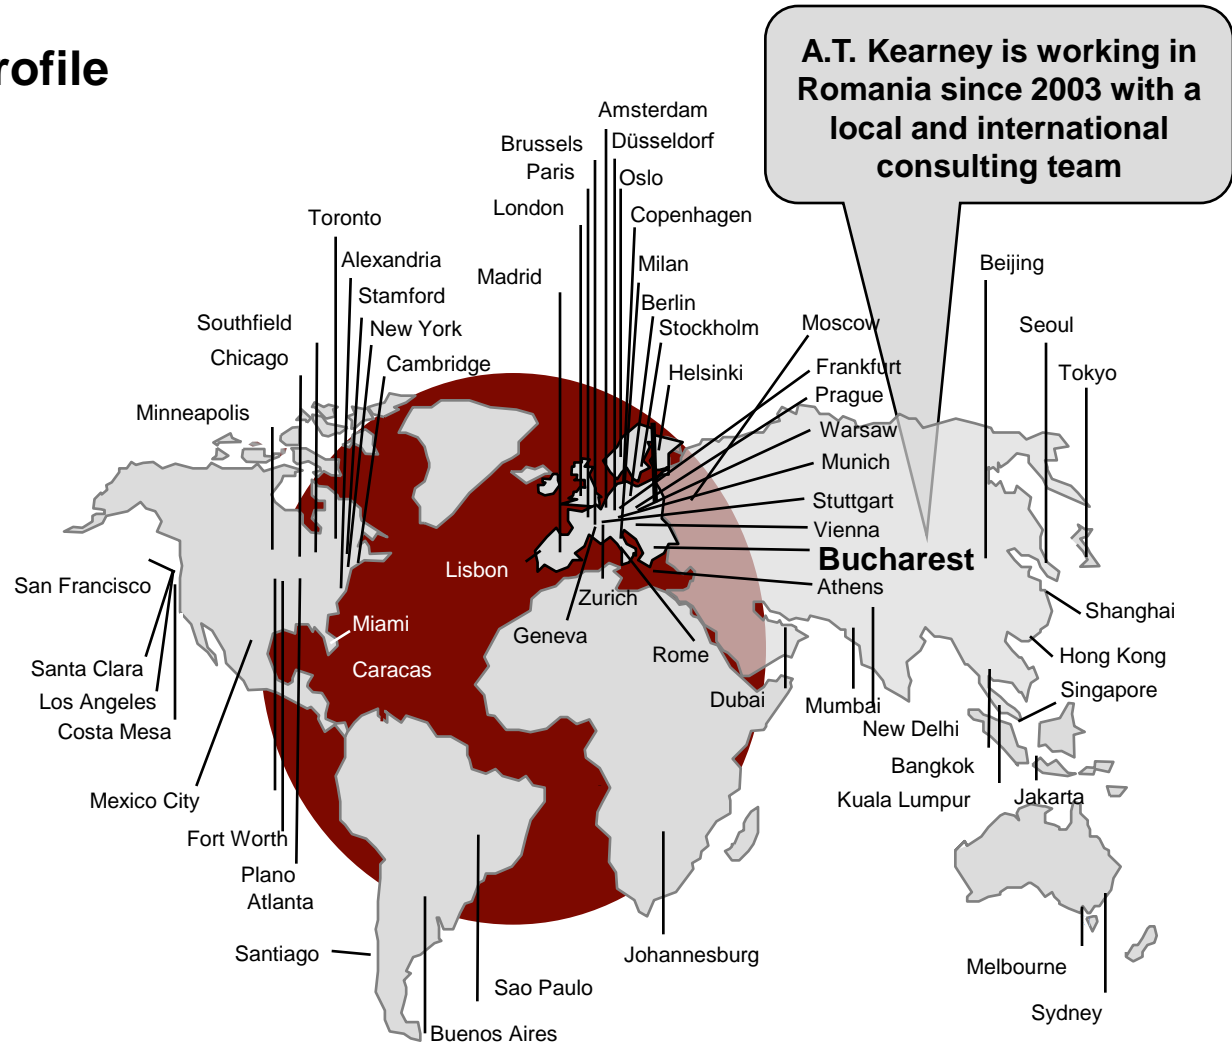 rofile
A.T. Kearney is working in
Romania since 2003 with a
local and international
consulting team
Amsterdam
Brussels
Düsseldorf
Paris
Oslo
London
Copenhagen
Toronto
Alexandria
Madrid
Milan
Beijing
Stamford
Berlin
Southfield
New York
Stockholm
Moscow
Seoul
Chicago
Cambridge
Helsinki
Frankfurt
Tokyo
Prague
Minneapolis
Warsaw
Munich
Stuttgart
Vienna
Bucharest
Lisbon
San Francisco
Athens
Zurich
Shanghai
Miami
Geneva
Rome
Hong Kong
Santa Clara
Caracas
Singapore
Los Angeles
Dubai
Mumbai
Costa Mesa
New Delhi
Bangkok
Mexico City
Kuala Lumpur
Jakarta
Fort Worth
Plano
Atlanta
Santiago
Johannesburg
Melbourne
Sao Paulo
Sydney
Buenos Aires